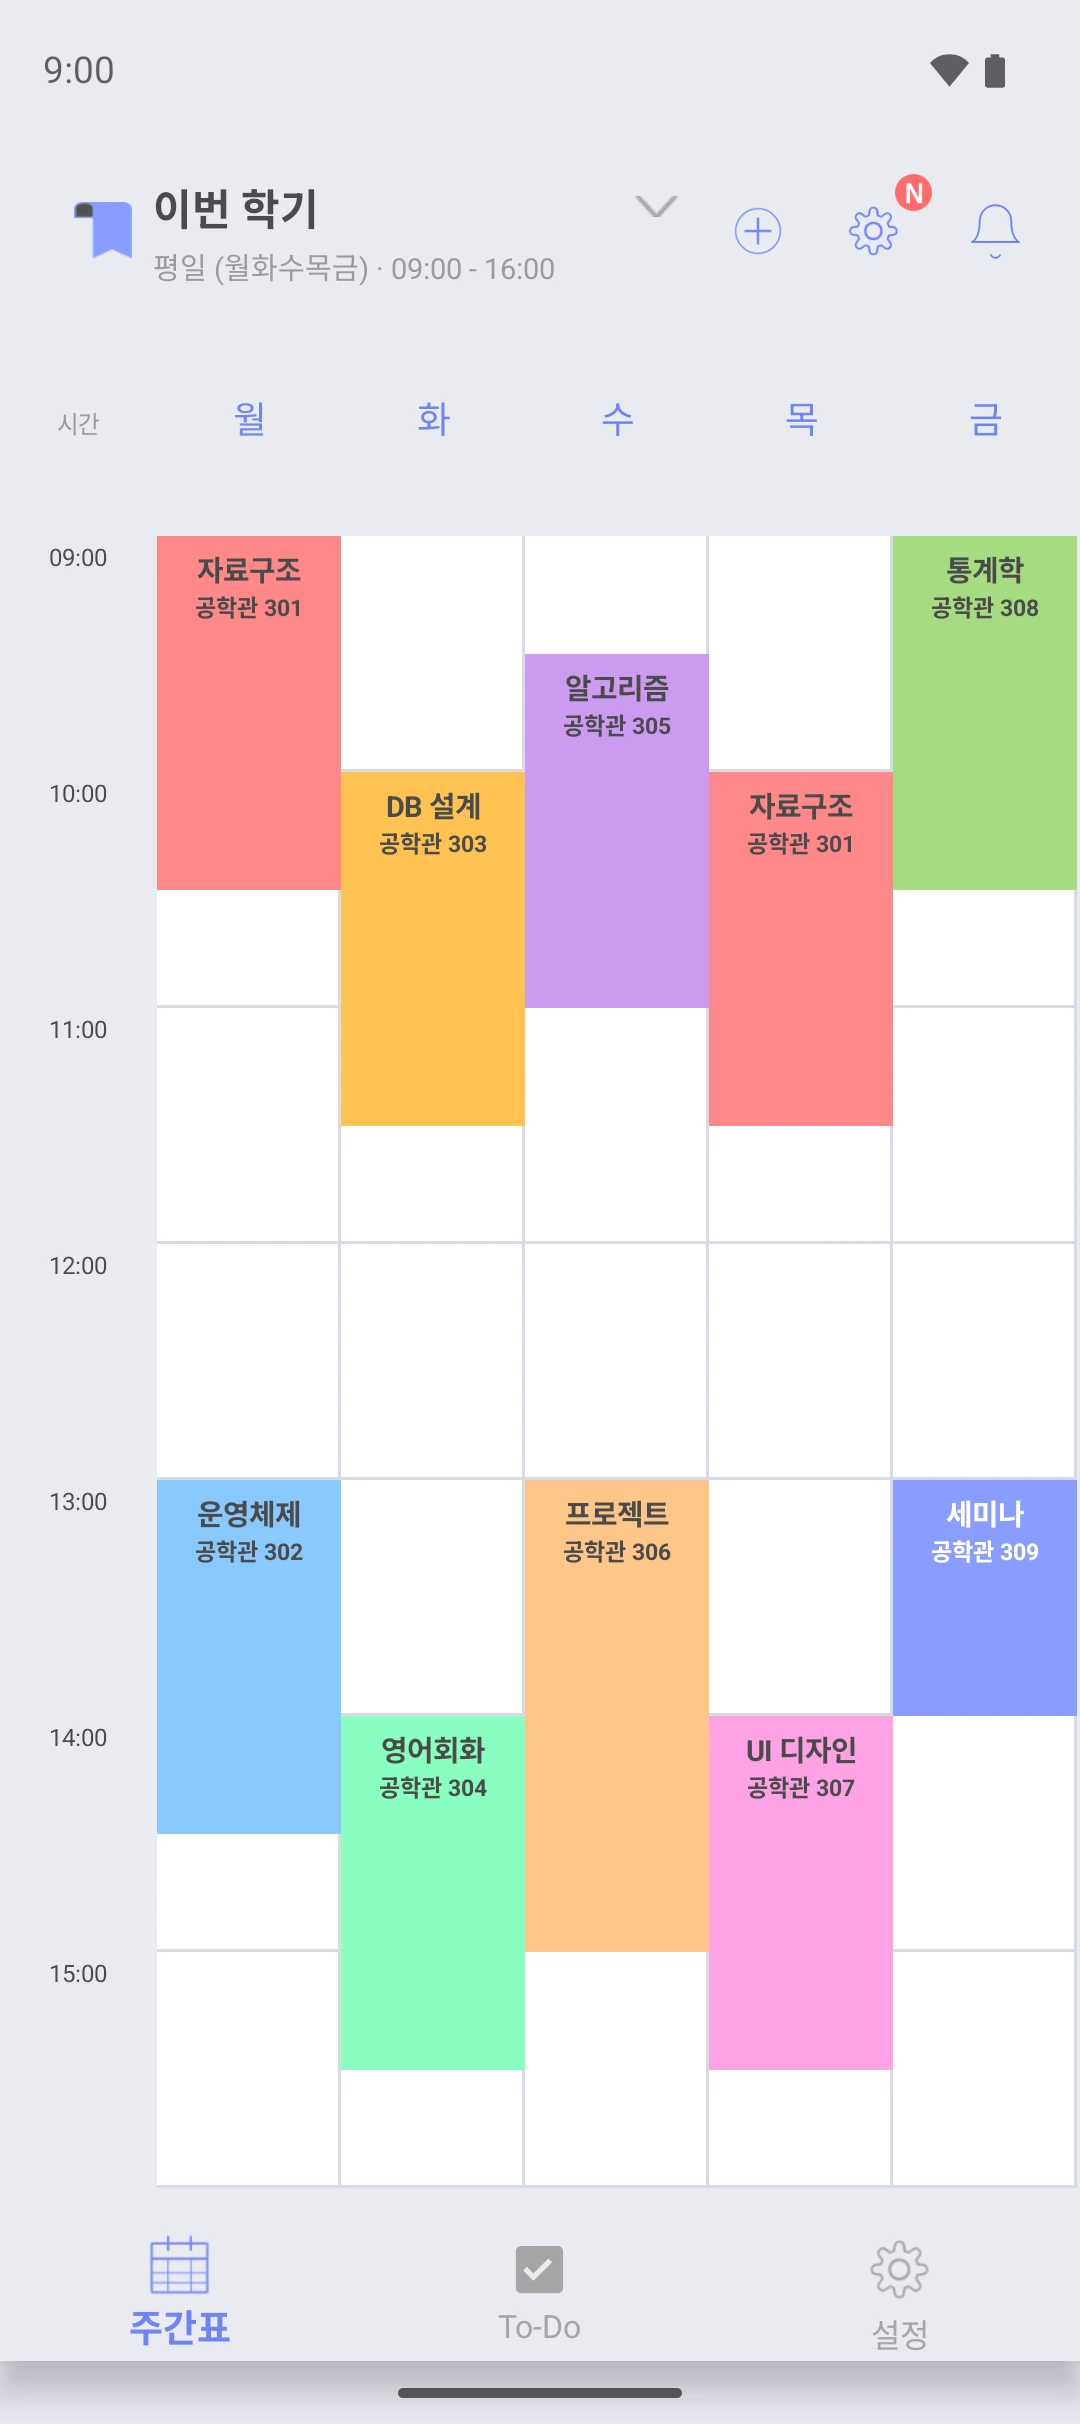 9:00
이번 학기
N
평일 (월화수목금) · 09:00 - 16:00
시간 월 화 수 목 금
09:00
자료구조
공학관 301
통계학
공학관 308
알고리즘
공학관 305
10:00
DB 설계
공학관 303
자료구조
공학관 301
11:00
12:00
13:00
운영체제
공학관 302
프로젝트
공학관 306
세미나
공학관 309
14:00
영어회화
공학관 304
UI 디자인
공학관 307
15:00
주간표
To-Do
설정